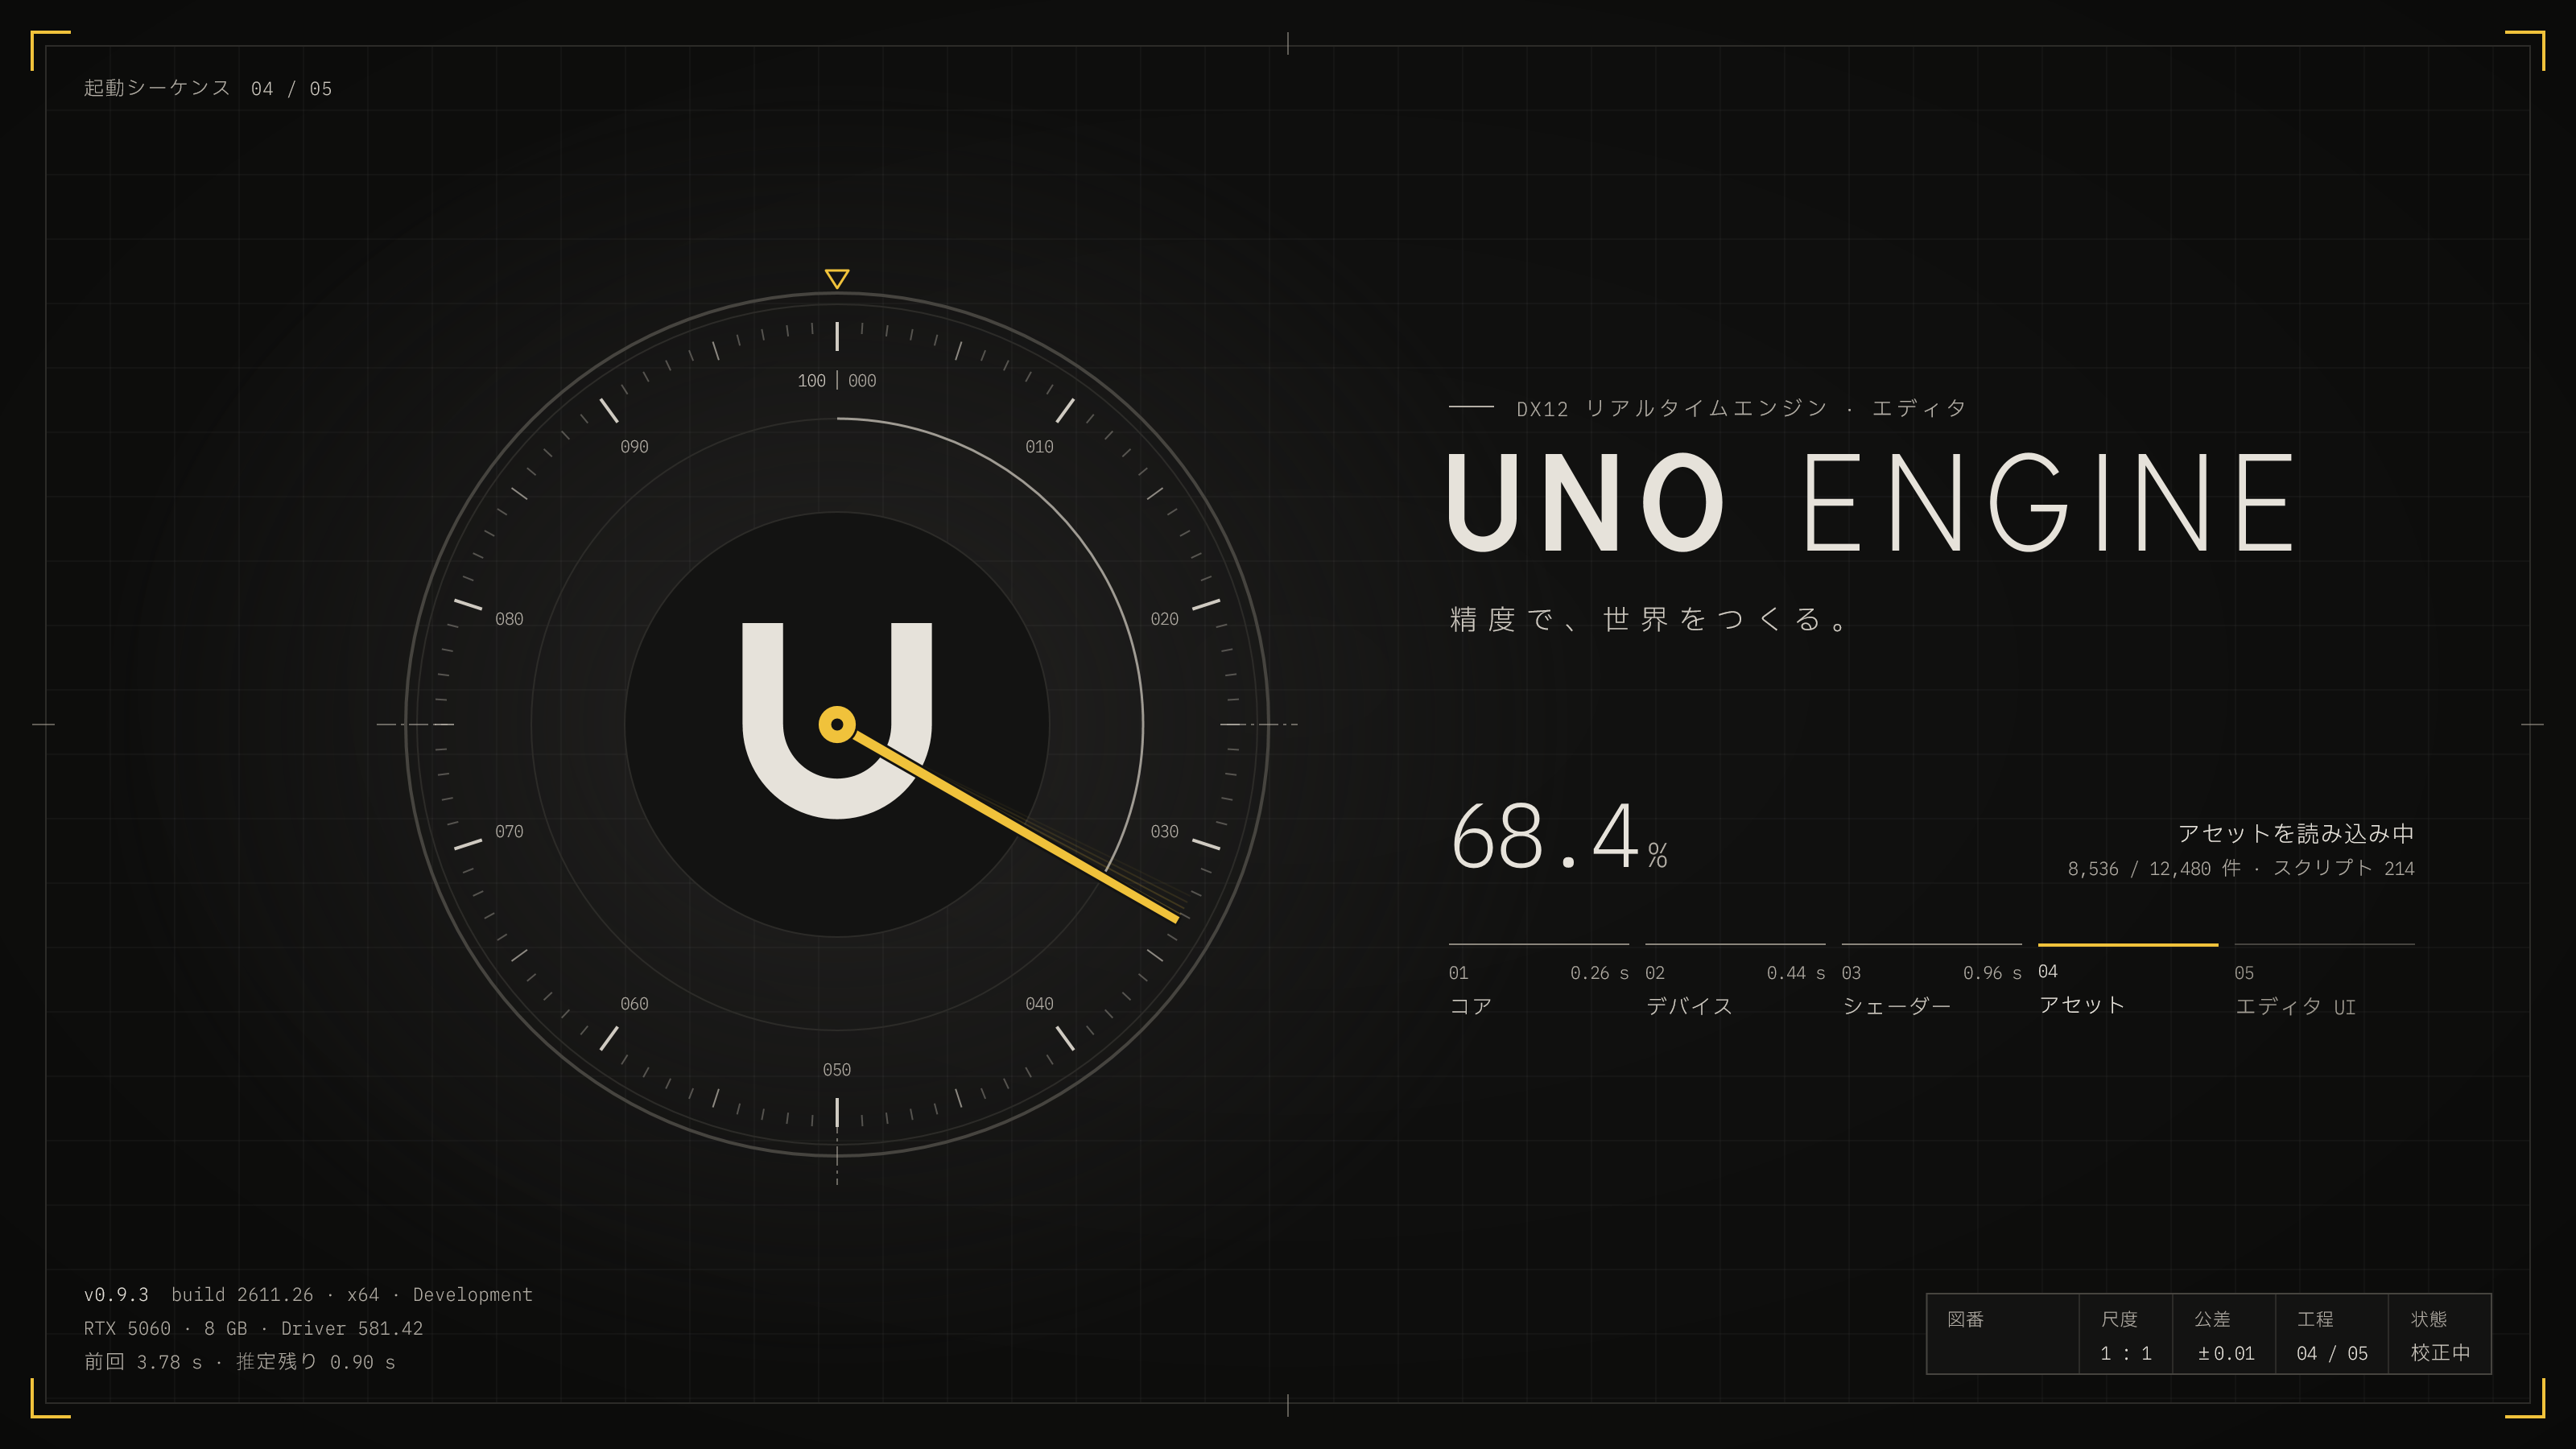 起動シーケンス 04 / 05
100 | 000
090
010
080
020
070
030
060
040
050
U
DX12 リアルタイムエンジン · エディタ
UNO ENGINE
精度で、世界をつくる。
68.4%
アセットを読み込み中
8,536 / 12,480 件 · スクリプト 214
01 0.26 s 02 0.44 s 03 0.96 s 04 05
コア デバイス シェーダー アセット エディタ UI
v0.9.3 build 2611.26 · x64 · Development
RTX 5060 · 8 GB · Driver 581.42
前回 3.78 s · 推定残り 0.90 s
図番 尺度 公差 工程 状態
1 : 1 ±0.01 04 / 05 校正中